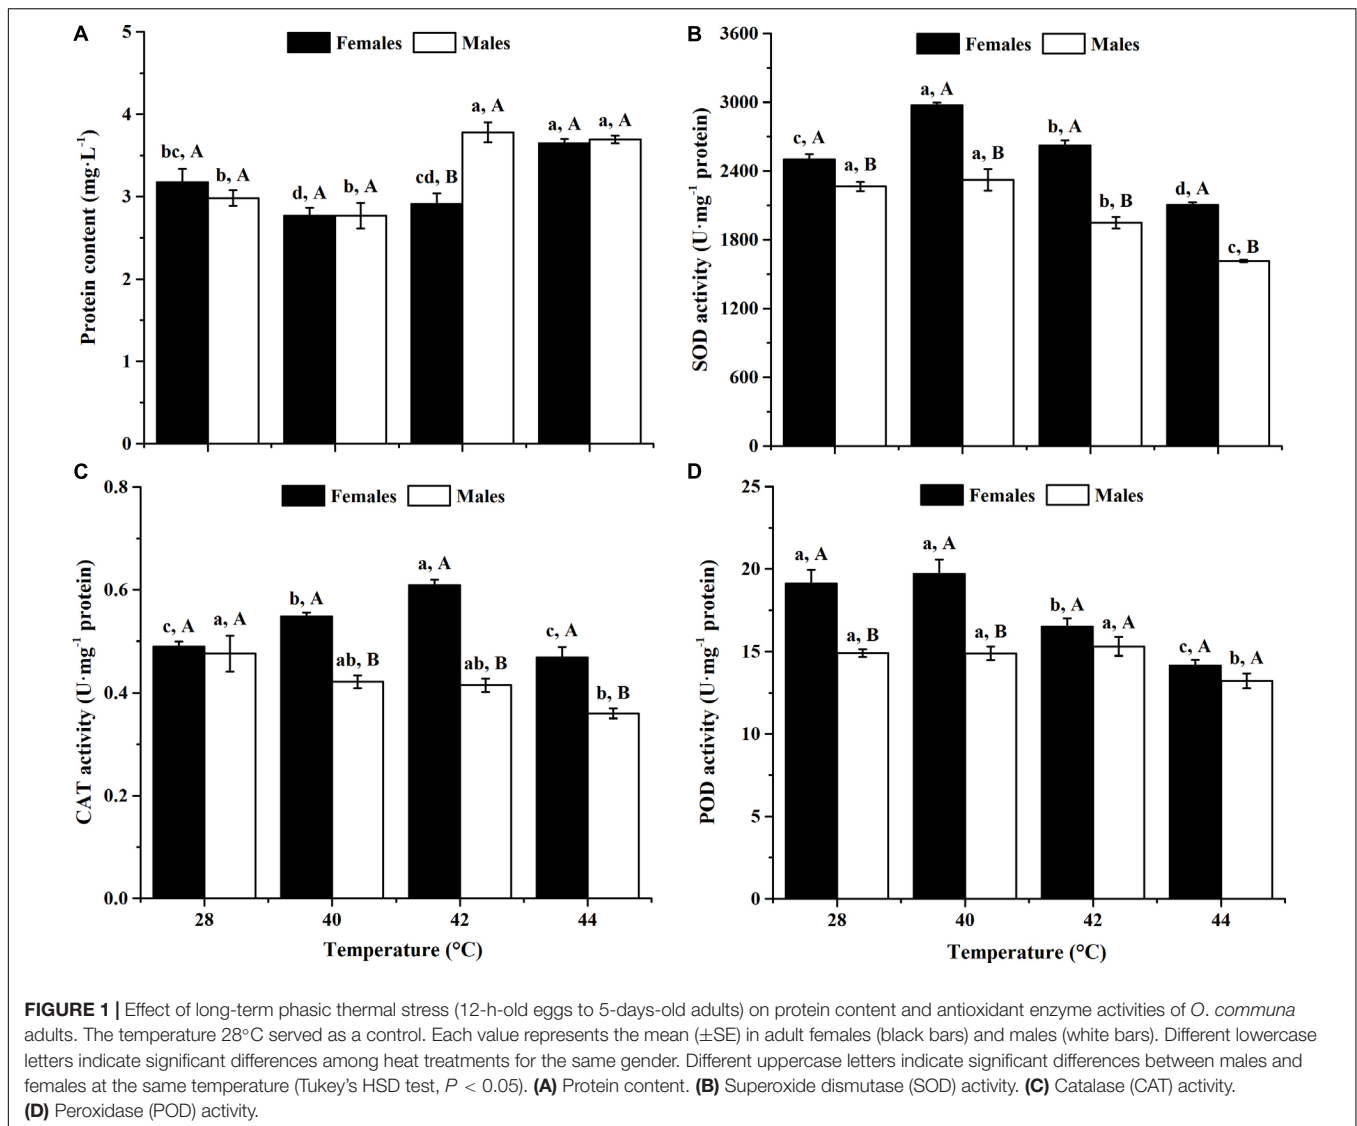 A
Females
Males
5
4
3
2
1
0
Protein content (mg·L⁻¹)
bc, A
b, A
d, A
b, A
cd, B
a, A
a, A
a, A
B
Females
Males
3600
3000
2400
1800
1200
600
0
SOD activity (U·mg⁻¹ protein)
c, A
a, B
a, A
a, B
b, A
b, B
d, A
c, B
C
Females
Males
0.8
0.6
0.4
0.2
0.0
CAT activity (U·mg⁻¹ protein)
c, A
a, A
b, A
ab, B
a, A
ab, B
c, A
b, B
28
40
42
44
Temperature (°C)
D
Females
Males
25
20
15
10
5
0
POD activity (U·mg⁻¹ protein)
a, A
a, B
a, A
a, B
b, A
a, A
c, A
b, A
28
40
42
44
Temperature (°C)
FIGURE 1 | Effect of long-term phasic thermal stress (12-h-old eggs to 5-days-old adults) on protein content and antioxidant enzyme activities of O. communa
adults. The temperature 28°C served as a control. Each value represents the mean (±SE) in adult females (black bars) and males (white bars). Different lowercase
letters indicate significant differences among heat treatments for the same gender. Different uppercase letters indicate significant differences between males and
females at the same temperature (Tukey's HSD test, P < 0.05). (A) Protein content. (B) Superoxide dismutase (SOD) activity. (C) Catalase (CAT) activity.
(D) Peroxidase (POD) activity.